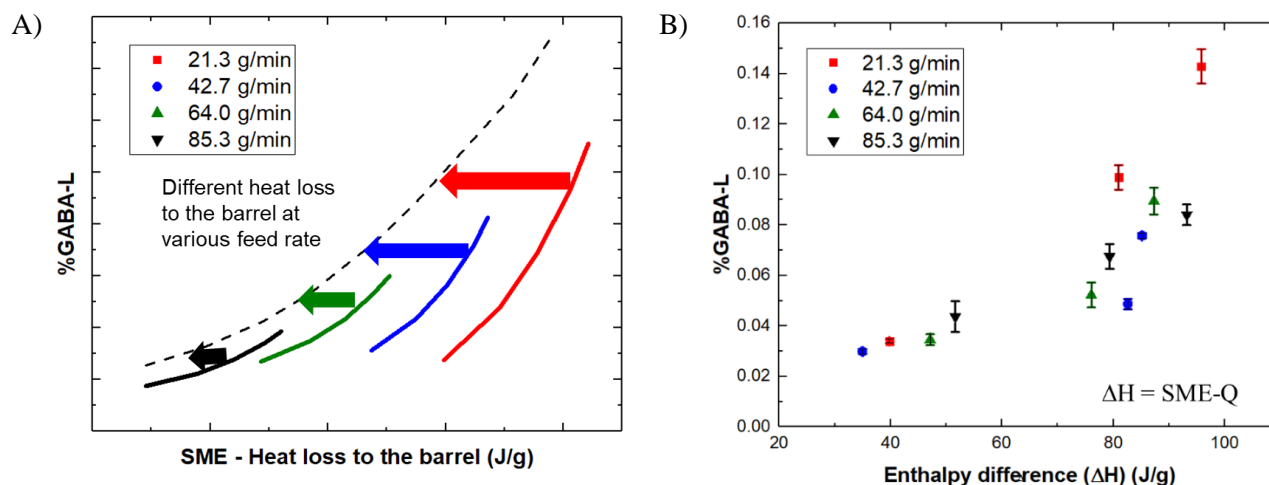 A)
21.3 g/min
42.7 g/min
64.0 g/min
85.3 g/min
Different heat loss
to the barrel at
various feed rate
%GABA-L
SME - Heat loss to the barrel (J/g)
B)
0.16
0.14
0.12
0.10
0.08
0.06
0.04
0.02
0.00
%GABA-L
21.3 g/min
42.7 g/min
64.0 g/min
85.3 g/min
ΔH = SME-Q
20
40
60
80
100
Enthalpy difference (ΔH) (J/g)